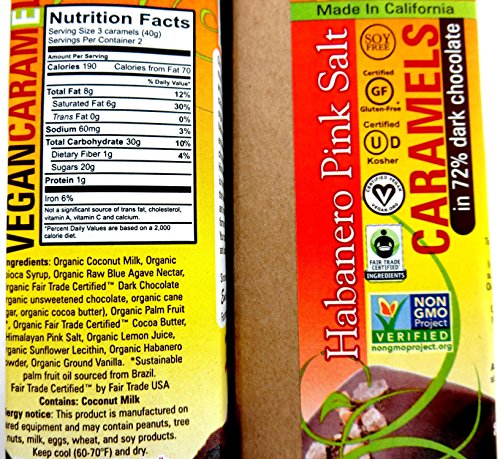 VEGAN CARAMEL
Nutrition Facts
Serving Size 3 caramels (40g)
Servings Per Container 2
Amount Per Serving
Calories 190 Calories from Fat 70
% Daily Value*
Total Fat 8g 12%
Saturated Fat 6g 30%
Trans Fat 0g 0%
Sodium 60mg 3%
Total Carbohydrate 30g 10%
Dietary Fiber 1g 4%
Sugars 20g
Protein 1g
Iron 6%
Not a significant source of trans fat, cholesterol,
vitamin A, vitamin C and calcium.
*Percent Daily Values are based on a 2,000
calorie diet.
Ingredients: Organic Coconut Milk, Organic
ioca Syrup, Organic Raw Blue Agave Nectar,
rganic Fair Trade Certified™ Dark Chocolate
organic unsweetened chocolate, organic cane
gar, organic cocoa butter), Organic Palm Fruit
*, Organic Fair Trade Certified™ Cocoa Butter,
Himalayan Pink Salt, Organic Lemon Juice,
rganic Sunflower Lecithin, Organic Habanero
owder, Organic Ground Vanilla. *Sustainable
palm fruit oil sourced from Brazil.
Fair Trade Certified™ by Fair Trade USA
Contains: Coconut Milk
lergy notice: This product is manufactured on
ared equipment and may contain peanuts, tree
nuts, milk, eggs, wheat, and soy products.
Keep cool (60-70°F) and dry.
Made In California
Habanero Pink Salt
CARAMELS
in 72% dark chocolate
SOY
FREE
Certified
GF
Gluten-Free
Certified
U D
Kosher
CERTIFIED VEGAN
VEGAN.ORG
FAIR TRADE
CERTIFIED
INGREDIENTS
NON
GMO
Project
VERIFIED
nongmoproject.org